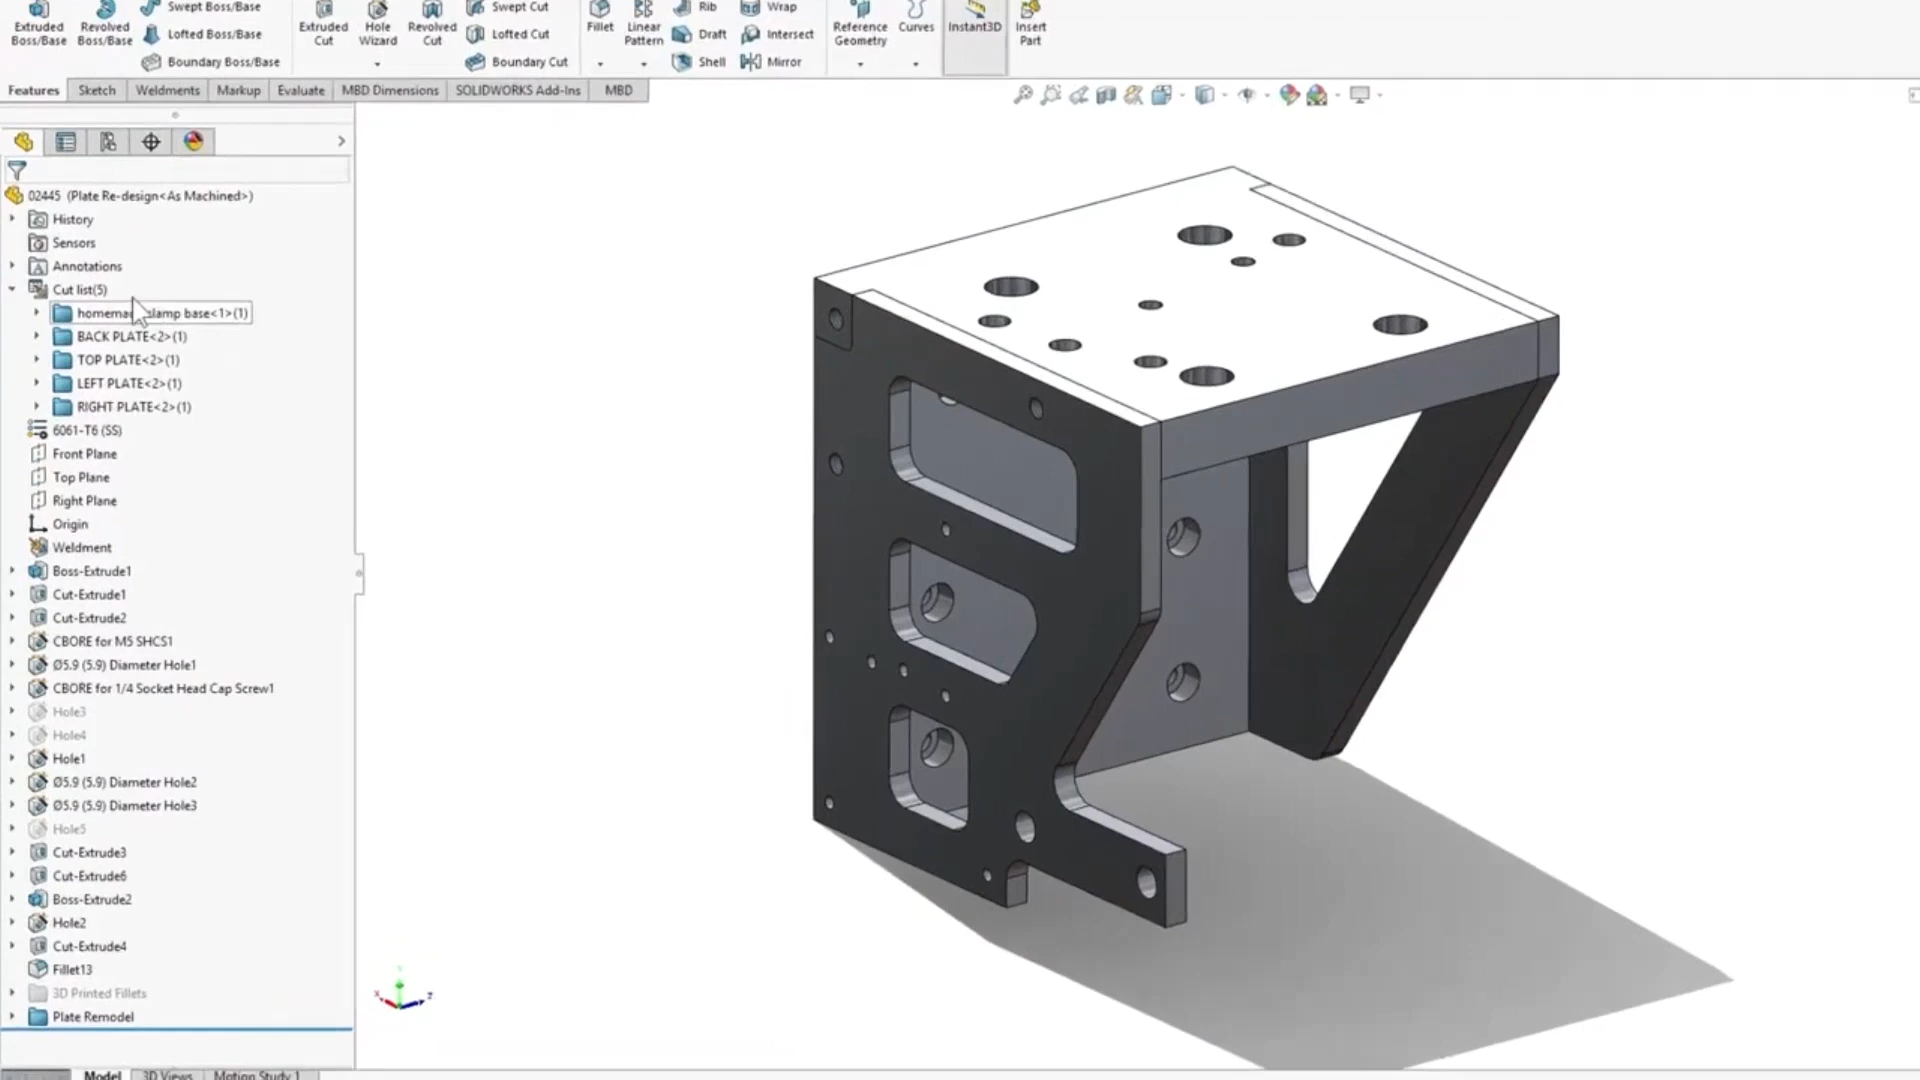 Extruded Boss/Base
Revolved Boss/Base
Swept Boss/Base
Lofted Boss/Base
Boundary Boss/Base
Extruded Cut
Hole Wizard
Revolved Cut
Swept Cut
Lofted Cut
Boundary Cut
Fillet
Linear Pattern
Rib
Draft
Shell
Wrap
Intersect
Mirror
Reference Geometry
Curves
Instant3D
Insert Part
Features Sketch Weldments Markup Evaluate MBD Dimensions SOLIDWORKS Add-Ins MBD
02445 (Plate Re-design<As Machined>)
History
Sensors
Annotations
Cut list(5)
base<1>(1)
BACK PLATE<2>(1)
TOP PLATE<2>(1)
LEFT PLATE<2>(1)
RIGHT PLATE<2>(1)
6061-T6 (SS)
Front Plane
Top Plane
Right Plane
Origin
Weldment
Boss-Extrude1
Cut-Extrude1
Cut-Extrude2
CBORE for M5 SHCS1
Ø5.9 (5.9) Diameter Hole1
CBORE for 1/4 Socket Head Cap Screw1
Hole3
Hole4
Hole1
Ø5.9 (5.9) Diameter Hole2
Ø5.9 (5.9) Diameter Hole3
Hole5
Cut-Extrude3
Cut-Extrude6
Boss-Extrude2
Hole2
Cut-Extrude4
Fillet13
3D Printed Fillets
Plate Remodel
Model 3D Views Motion Study 1